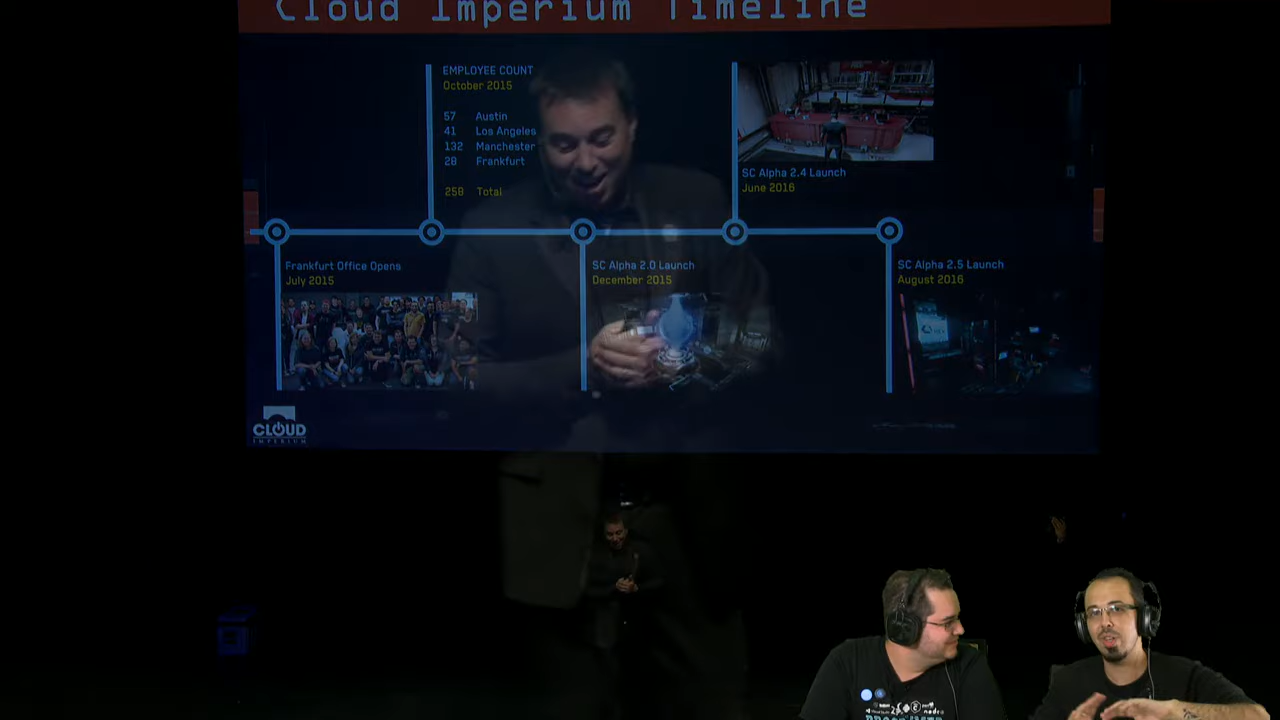 Cloud Imperium Timeline
EMPLOYEE COUNT
October 2015
57 Austin
41 Los Angeles
132 Manchester
28 Frankfurt
258 Total
SC Alpha 2.4 Launch
June 2016
Frankfurt Office Opens
July 2015
SC Alpha 2.0 Launch
December 2015
SC Alpha 2.5 Launch
August 2016
CLOUD
IMPERIUM